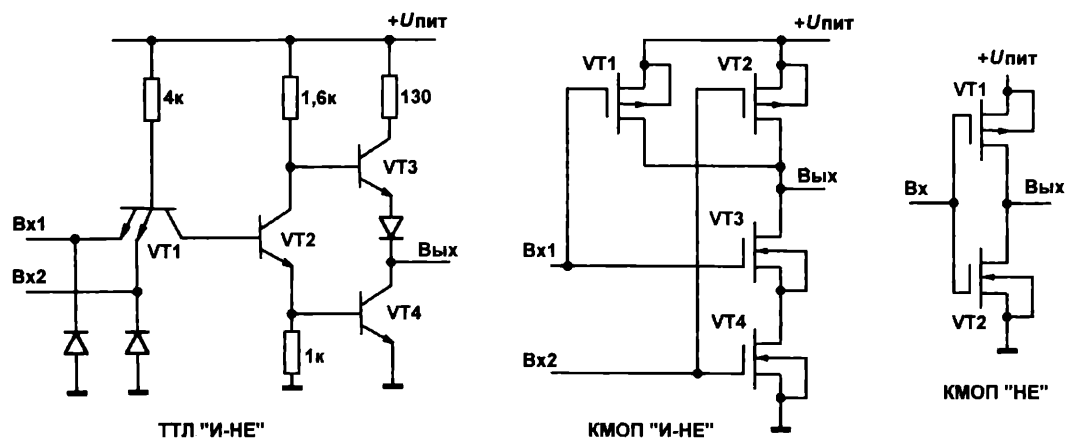 +Uпит
4к
1,6к
130
VT3
Вх1
VT1
VT2
Вых
Вх2
VT4
1к
ТТЛ "И-НЕ"
+Uпит
VT1
VT2
Вых
VT3
Вх1
VT4
Вх2
КМОП "И-НЕ"
+Uпит
VT1
Вх
Вых
VT2
КМОП "НЕ"